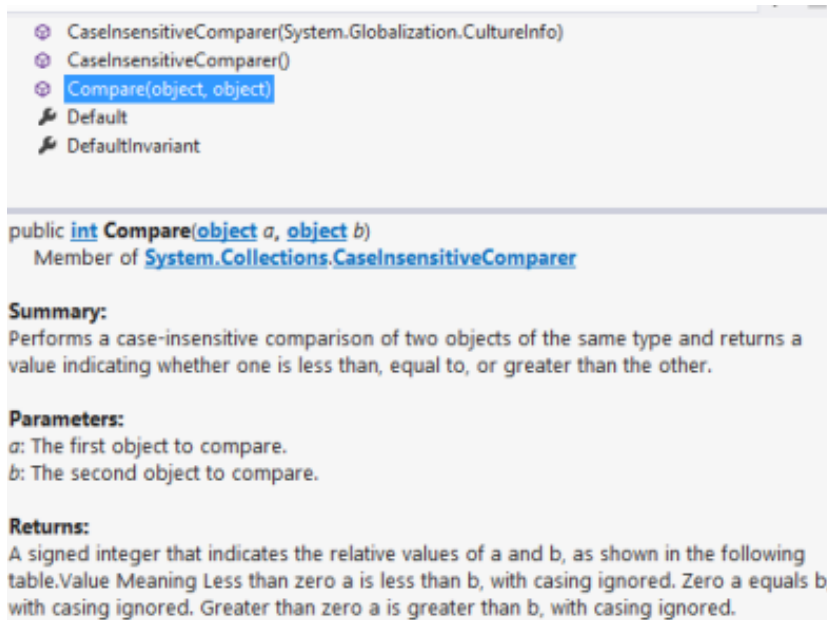 CaseInsensitiveComparer(System.Globalization.CultureInfo)
CaseInsensitiveComparer()
Compare(object, object)
Default
DefaultInvariant
public int Compare(object a, object b)
Member of System.Collections.CaseInsensitiveComparer
Summary:
Performs a case-insensitive comparison of two objects of the same type and returns a
value indicating whether one is less than, equal to, or greater than the other.
Parameters:
a: The first object to compare.
b: The second object to compare.
Returns:
A signed integer that indicates the relative values of a and b, as shown in the following
table.Value Meaning Less than zero a is less than b, with casing ignored. Zero a equals b,
with casing ignored. Greater than zero a is greater than b, with casing ignored.